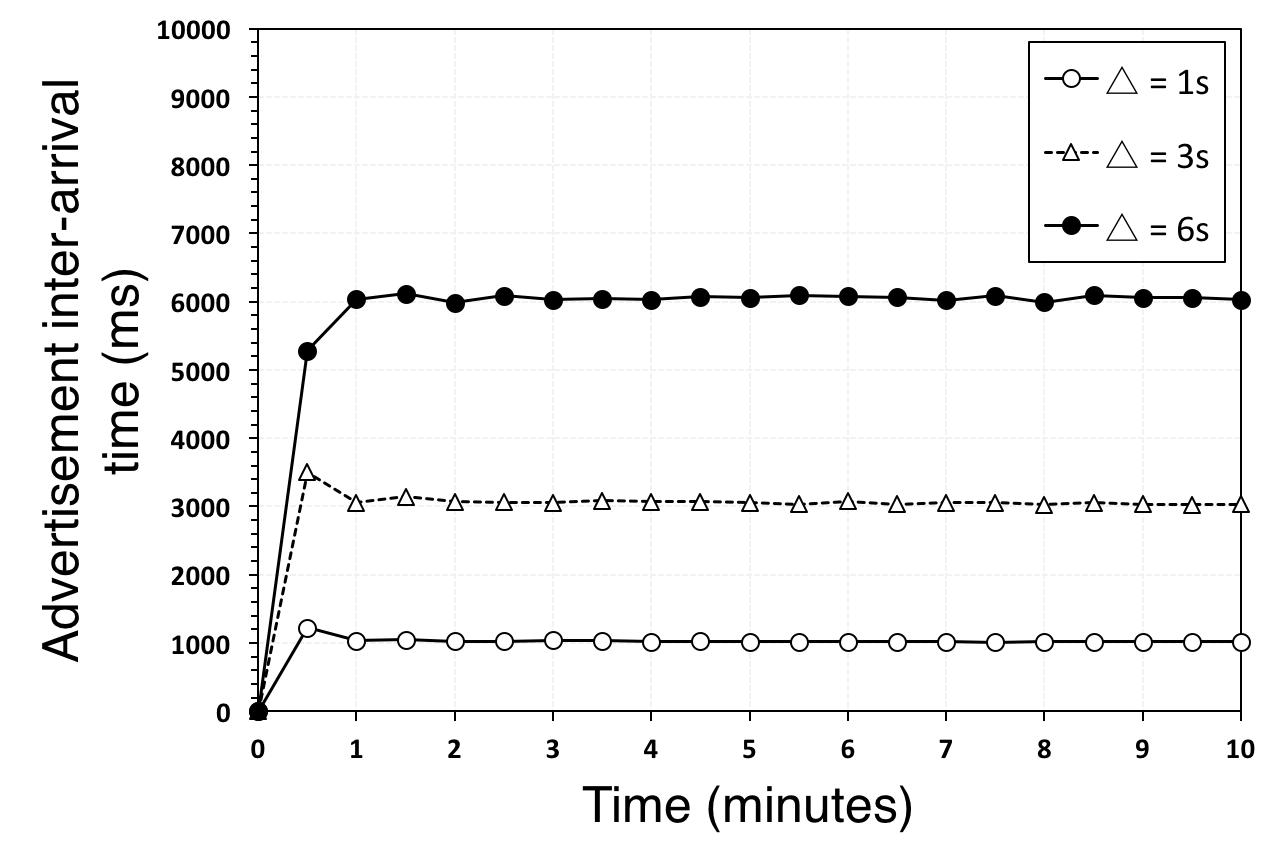 Advertisement inter-arrival
time (ms)
10000
9000
8000
7000
6000
5000
4000
3000
2000
1000
0
△ = 1s
△ = 3s
△ = 6s
0 1 2 3 4 5 6 7 8 9 10
Time (minutes)